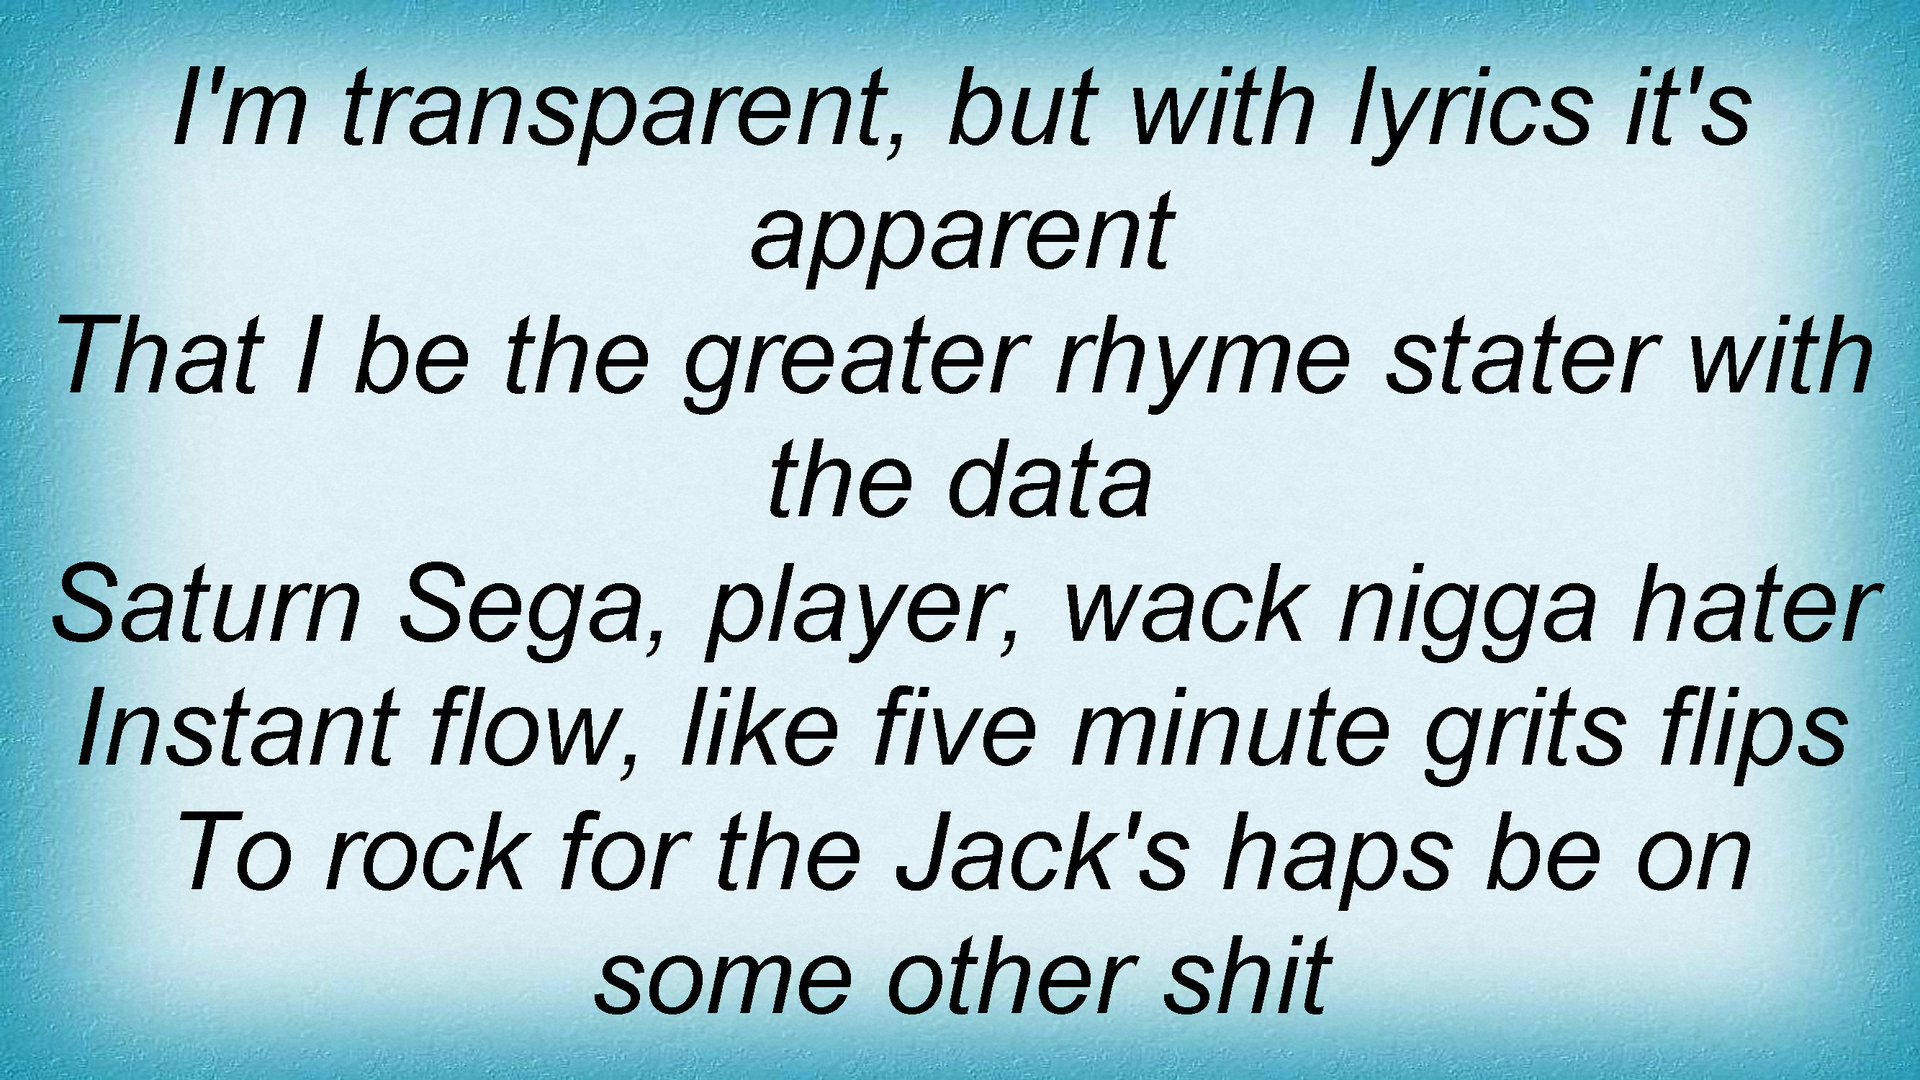 I'm transparent, but with lyrics it's
apparent
That I be the greater rhyme stater with
the data
Saturn Sega, player, wack nigga hater
Instant flow, like five minute grits flips
To rock for the Jack's haps be on
some other shit